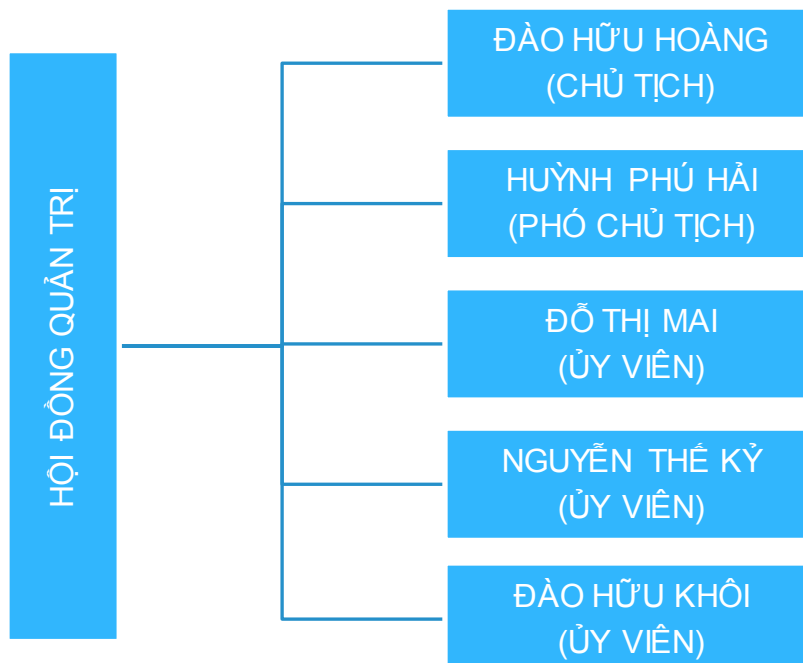 HỘI ĐỒNG QUẢN TRỊ
ĐÀO HỮU HOÀNG
(CHỦ TỊCH)
HUỲNH PHÚ HẢI
(PHÓ CHỦ TỊCH)
ĐỖ THỊ MAI
(ỦY VIÊN)
NGUYỄN THẾ KỶ
(ỦY VIÊN)
ĐÀO HỮU KHÔI
(ỦY VIÊN)